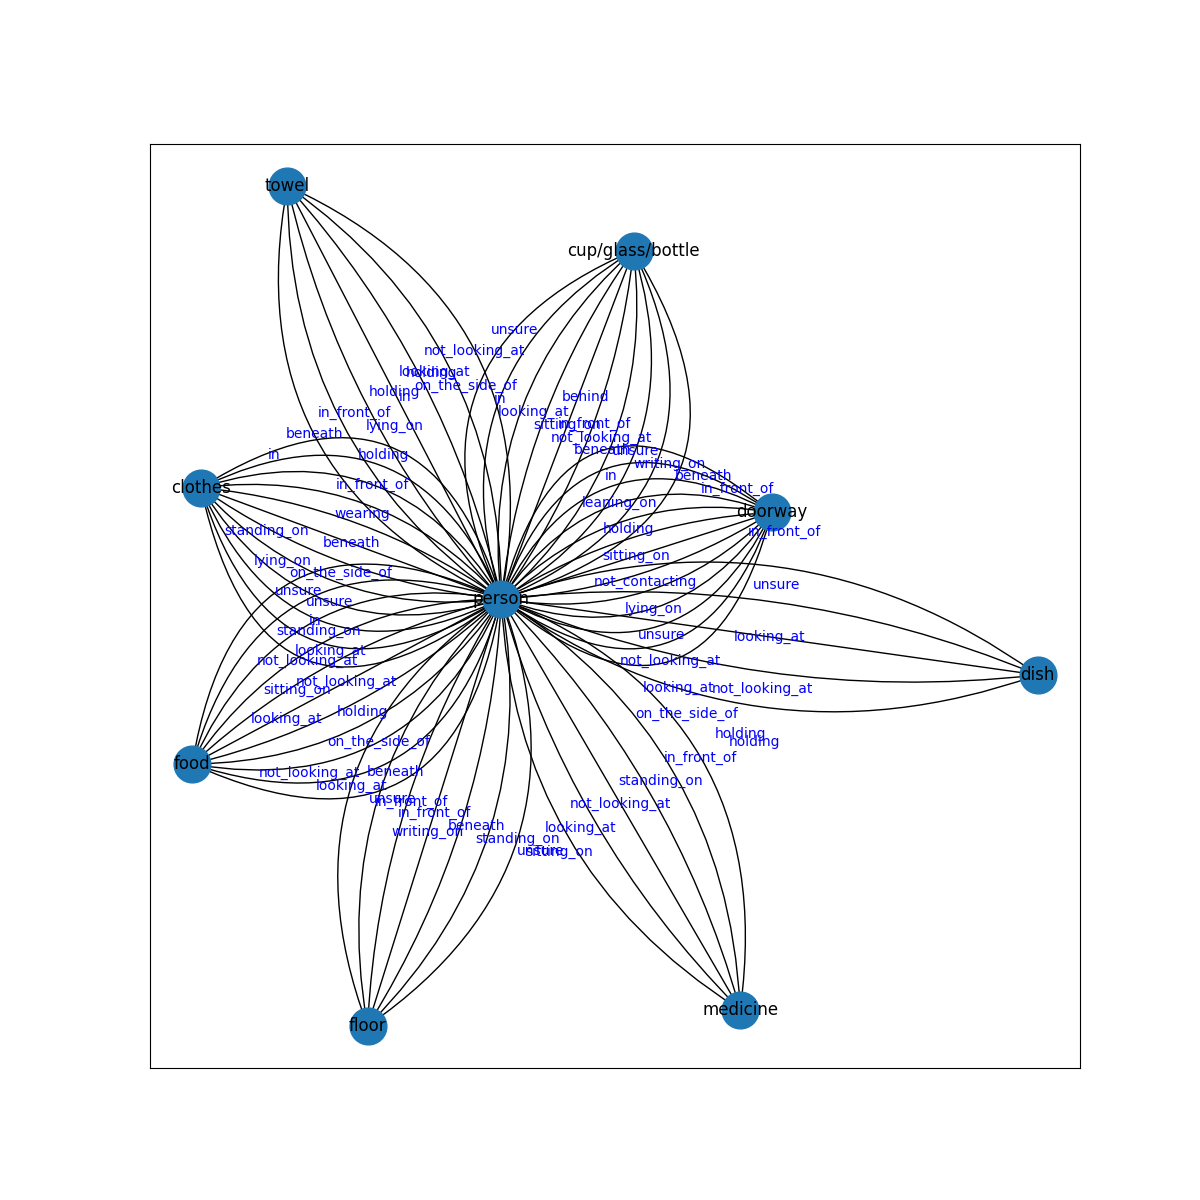 towel
cup/glass/bottle
unsure
not_looking_at
looking_at
holding
on_the_side_of
holding
in
in
behind
looking_at
in_front_of
sitting_on
in_front_of
lying_on
beneath
not_looking_at
beneath
unsure
in
holding
writing_on
in
beneath
in_front_of
in_front_of
clothes
leaning_on
doorway
wearing
standing_on
holding
in_front_of
beneath
sitting_on
lying_on
on_the_side_of
not_contacting
unsure
unsure
person
unsure
lying_on
in
standing_on
unsure
looking_at
looking_at
not_looking_at
not_looking_at
dish
not_looking_at
sitting_on
looking_at
not_looking_at
holding
on_the_side_of
looking_at
holding
on_the_side_of
holding
in_front_of
food
not_looking_at
beneath
standing_on
looking_at
unsure
in_front_of
not_looking_at
in_front_of
beneath
looking_at
writing_on
standing_on
unsure
sitting_on
medicine
floor